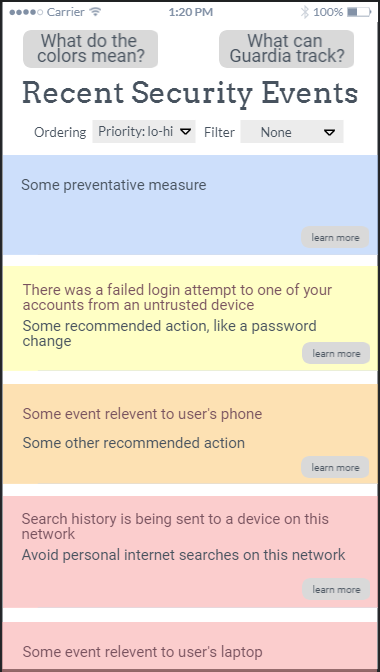 Carrier 1:20 PM 100%
What do the What can
colors mean? Guardia track?
Recent Security Events
Ordering Priority: lo-hi Filter None
Some preventative measure
learn more
There was a failed login attempt to one of your
accounts from an untrusted device
Some recommended action, like a password
change
learn more
Some event relevent to user's phone
Some other recommended action
learn more
Search history is being sent to a device on this
network
Avoid personal internet searches on this network
learn more
Some event relevent to user's laptop